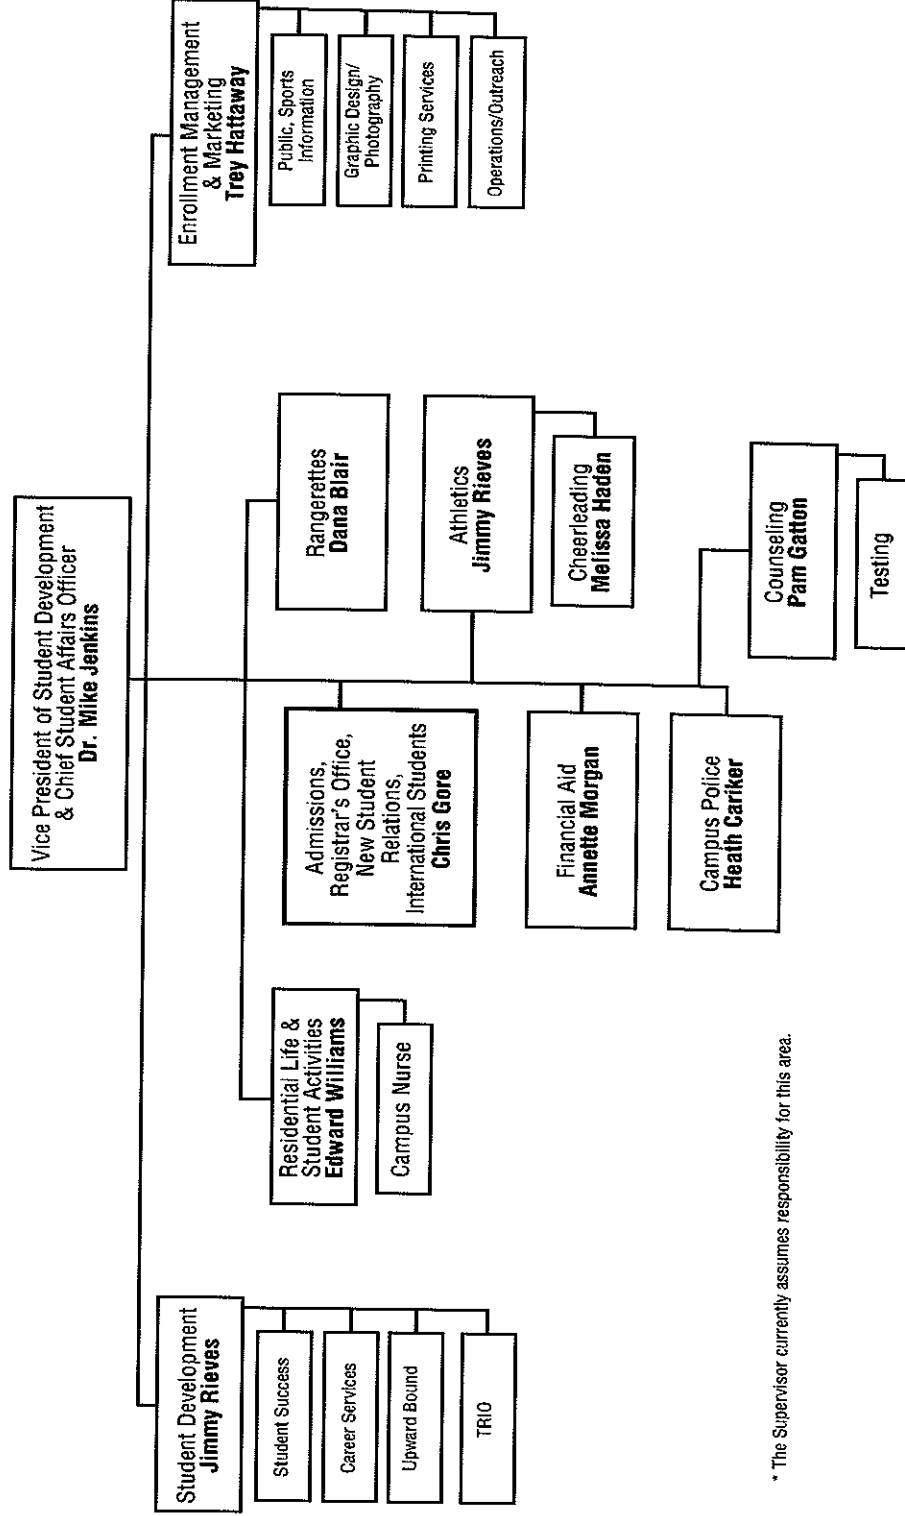 Vice President of Student Development
& Chief Student Affairs Officer
Dr. Mike Jenkins
Student Development
Jimmy Rieves
Student Success
Career Services
Upward Bound
TRIO
Residential Life &
Student Activities
Edward Williams
Campus Nurse
Admissions,
Registrar's Office,
New Student
Relations,
International Students
Chris Gore
Financial Aid
Annette Morgan
Campus Police
Heath Cariker
Rangerettes
Dana Blair
Athletics
Jimmy Rieves
Cheerleading
Melissa Haden
Counseling
Pam Gatton
Testing
Enrollment Management
& Marketing
Trey Hattaway
Public, Sports
Information
Graphic Design/
Photography
Printing Services
Operations/Outreach
* The Supervisor currently assumes responsibility for this area.